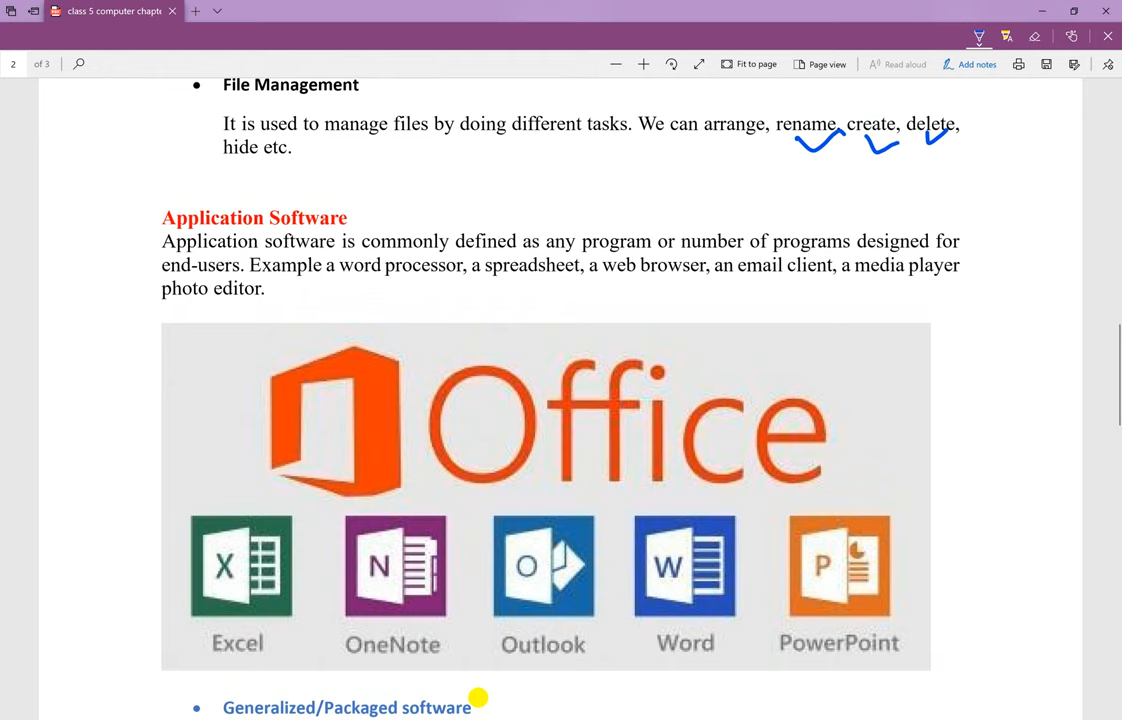 class 5 computer chapte
2 of 3 Fit to page Page view Read aloud Add notes
File Management
It is used to manage files by doing different tasks. We can arrange, rename, create, delete,
hide etc.
Application Software
Application software is commonly defined as any program or number of programs designed for
end-users. Example a word processor, a spreadsheet, a web browser, an email client, a media player
photo editor.
Office
X N O W P
Excel OneNote Outlook Word PowerPoint
Generalized/Packaged software